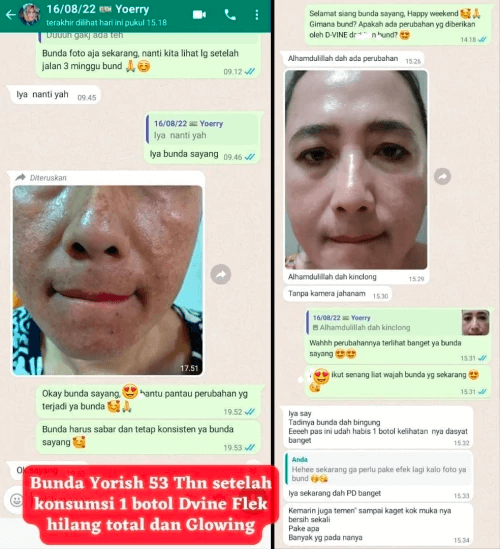 16/08/22 Yoerry
terakhir dilihat hari ini pukul 15.18
Duuuh gakj ada teh
Bunda foto aja sekarang, nanti kita lihat lg setelah
jalan 3 minggu bund
09.12
Iya nanti yah 09.45
16/08/22 Yoerry
Iya nanti yah
Iya bunda sayang 09.46
Diteruskan
17.51
Okay bunda sayang, bantu pantau perubahan yg
terjadi ya bunda
19.52
Bunda harus sabar dan tetap konsisten ya bunda
sayang
19.53
Bunda Yorish 53 Thn setelah
konsumsi 1 botol Dvine Flek
hilang total dan Glowing
Selamat siang bunda sayang, Happy weekend
Gimana bund? Apakah ada perubahan yg diberikan
oleh D-VINE bund?
14.18
Alhamdulillah dah ada perubahan 15.26
Alhamdulillah dah kinclong
15.29
Tanpa kamera jahanam 15.30
16/08/22 Yoerry
Alhamdulillah dah kinclong
Wahhh perubahannya terlihat banget ya bunda
sayang
15.31
ikut senang liat wajah bunda yg sekarang
15.31
Iya say
Tadinya bunda dah bingung
Eeeeh pas ini udah habis 1 botol kelihatan nya dasyat
banget
15.32
Anda
Hehee sekarang ga perlu pake efek lagi kalo foto ya
bund
Iya sekarang dah PD banget
15.33
Kemarin juga temen" sampai kaget kok muka nya
bersih sekali
Pake apa
Banyak yg pada nanya
15.34